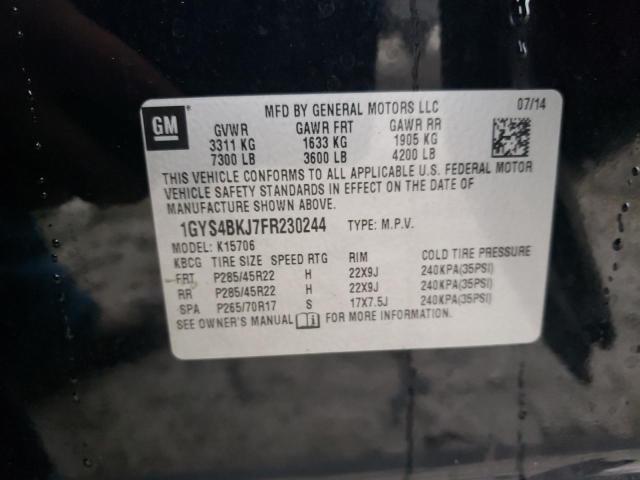 MFD BY GENERAL MOTORS LLC 07/14
GM
GVWR GAWR FRT GAWR RR
3311 KG 1633 KG 1905 KG
7300 LB 3600 LB 4200 LB
THIS VEHICLE CONFORMS TO ALL APPLICABLE U.S. FEDERAL MOTOR
VEHICLE SAFETY STANDARDS IN EFFECT ON THE DATE OF
MANUFACTURE SHOWN ABOVE.
1GYS4BKJ7FR230244 TYPE: M.P.V.
MODEL: K15706
KBCG TIRE SIZE SPEED RTG RIM COLD TIRE PRESSURE
FRT P285/45R22 H 22X9J 240KPA(35PSI)
RR P285/45R22 H 22X9J 240KPA(35PSI)
SPA P265/70R17 S 17X7.5J 240KPA(35PSI)
SEE OWNER'S MANUAL FOR MORE INFORMATION.